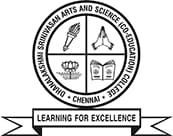 DHANALAKSHMI SRINIVASAN ARTS AND SCIENCE (CO-EDUCATION) COLLEGE
• CHENNAI •
LEARNING FOR EXCELLENCE